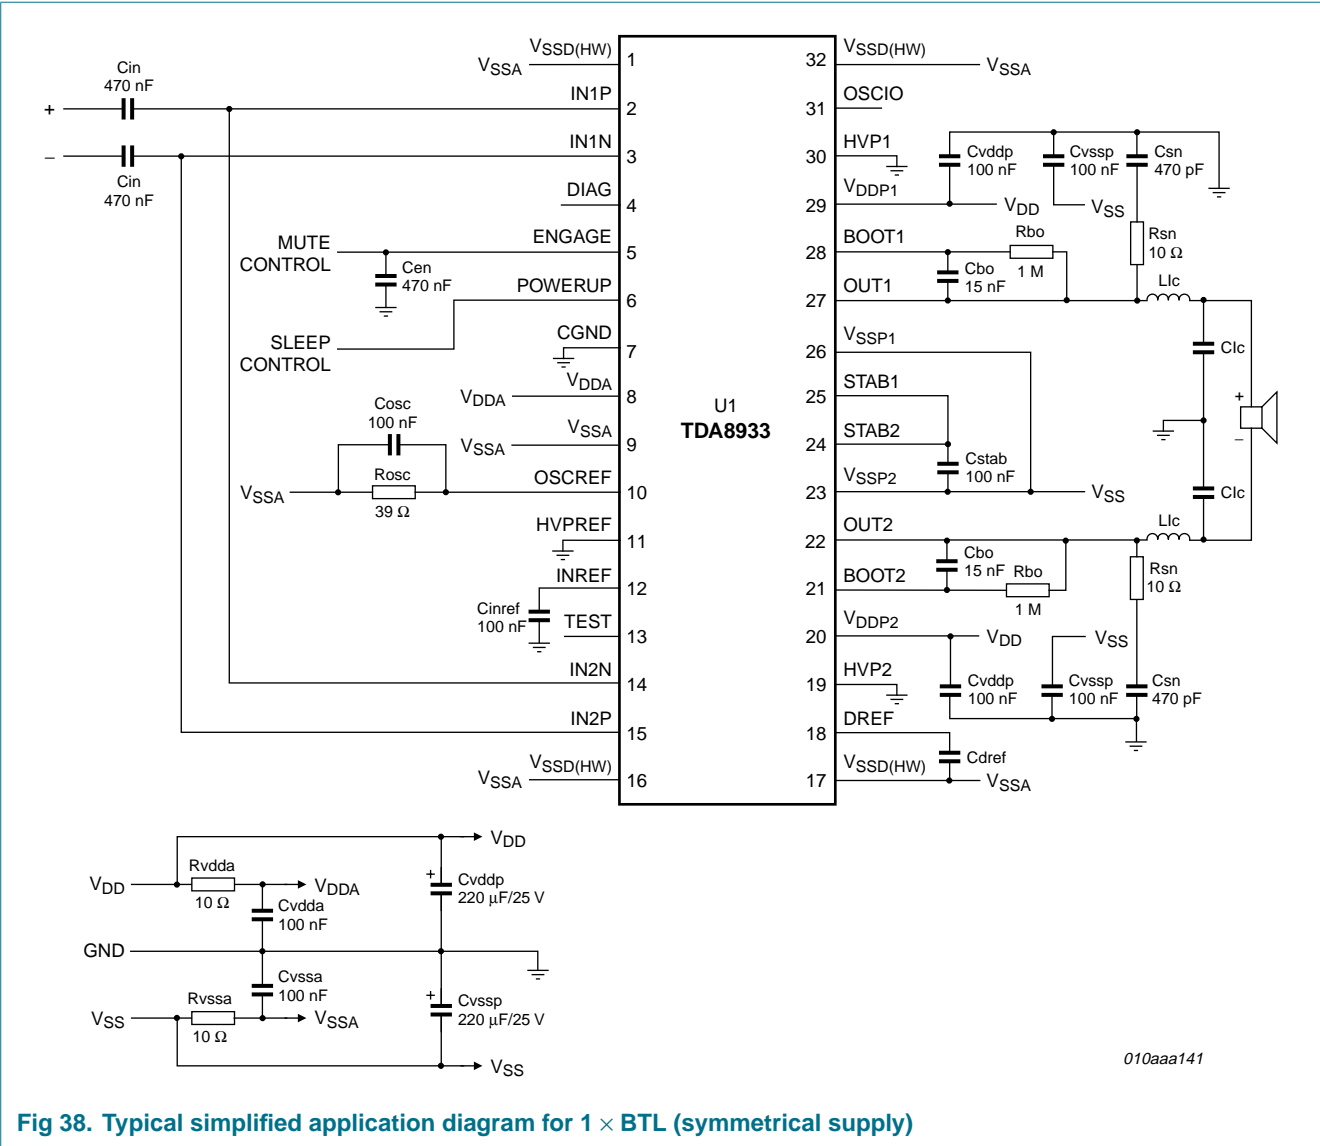 Cin
470 nF
+
–
Cin
470 nF
MUTE
CONTROL
Cen
470 nF
SLEEP
CONTROL
Cosc
100 nF
VSSA
Rosc
39 Ω
Cinref
100 nF
VSSA
VSSD(HW)
1
IN1P
2
IN1N
3
DIAG
4
ENGAGE
5
POWERUP
6
CGND
7
VDDA
VDDA
8
VSSA
VSSA
9
OSCREF
10
HVPREF
11
INREF
12
TEST
13
IN2N
14
IN2P
15
VSSA
VSSD(HW)
16
U1
TDA8933
32
VSSD(HW)
VSSA
31
OSCIO
30
HVP1
29
VDDP1
VDD
28
BOOT1
27
OUT1
26
VSSP1
25
STAB1
24
STAB2
23
VSSP2
VSS
22
OUT2
21
BOOT2
20
VDDP2
VDD
19
HVP2
18
DREF
17
VSSD(HW)
VSSA
Cvddp
100 nF
Cvssp
100 nF
Csn
470 pF
VSS
Rbo
1 M
Cbo
15 nF
Rsn
10 Ω
Llc
Clc
+
–
Cstab
100 nF
Clc
Llc
Cbo
15 nF
Rbo
1 M
Rsn
10 Ω
VSS
Cvddp
100 nF
Cvssp
100 nF
Csn
470 pF
Cdref
VDD
VDD
Rvdda
10 Ω
VDDA
Cvdda
100 nF
+
Cvddp
220 μF/25 V
GND
Cvssa
100 nF
VSS
Rvssa
10 Ω
VSSA
+
Cvssp
220 μF/25 V
VSS
010aaa141
Fig 38. Typical simplified application diagram for 1 × BTL (symmetrical supply)